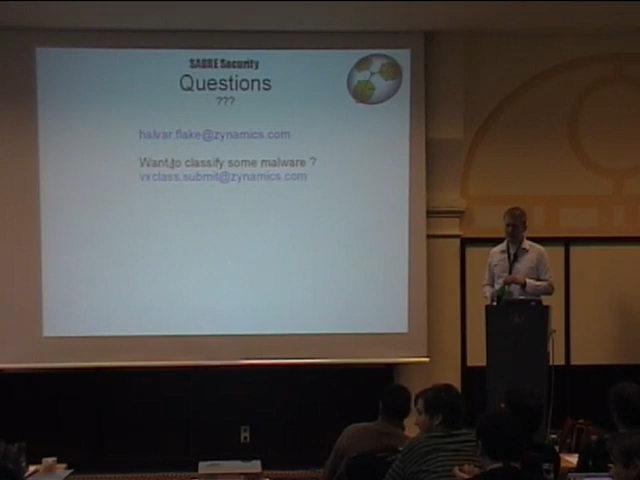 SABRE Security
Questions
???
halvar.flake@zynamics.com
Want to classify some malware ?
vxclass.submit@zynamics.com